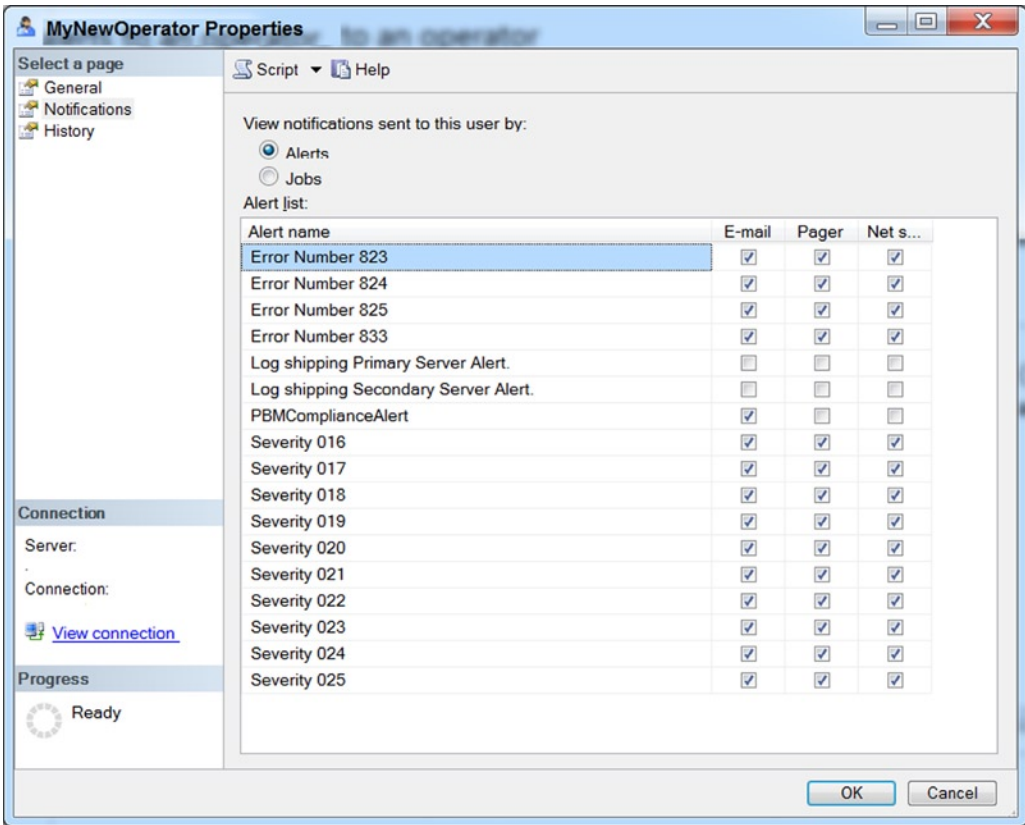 MyNewOperator Properties
Select a page
General
Notifications
History
Script Help
View notifications sent to this user by:
Alerts
Jobs
Alert list:
Alert name E-mail Pager Net s...
Error Number 823
Error Number 824
Error Number 825
Error Number 833
Log shipping Primary Server Alert.
Log shipping Secondary Server Alert.
PBMComplianceAlert
Severity 016
Severity 017
Severity 018
Severity 019
Severity 020
Severity 021
Severity 022
Severity 023
Severity 024
Severity 025
Connection
Server:
.
Connection:
View connection
Progress
Ready
OK Cancel